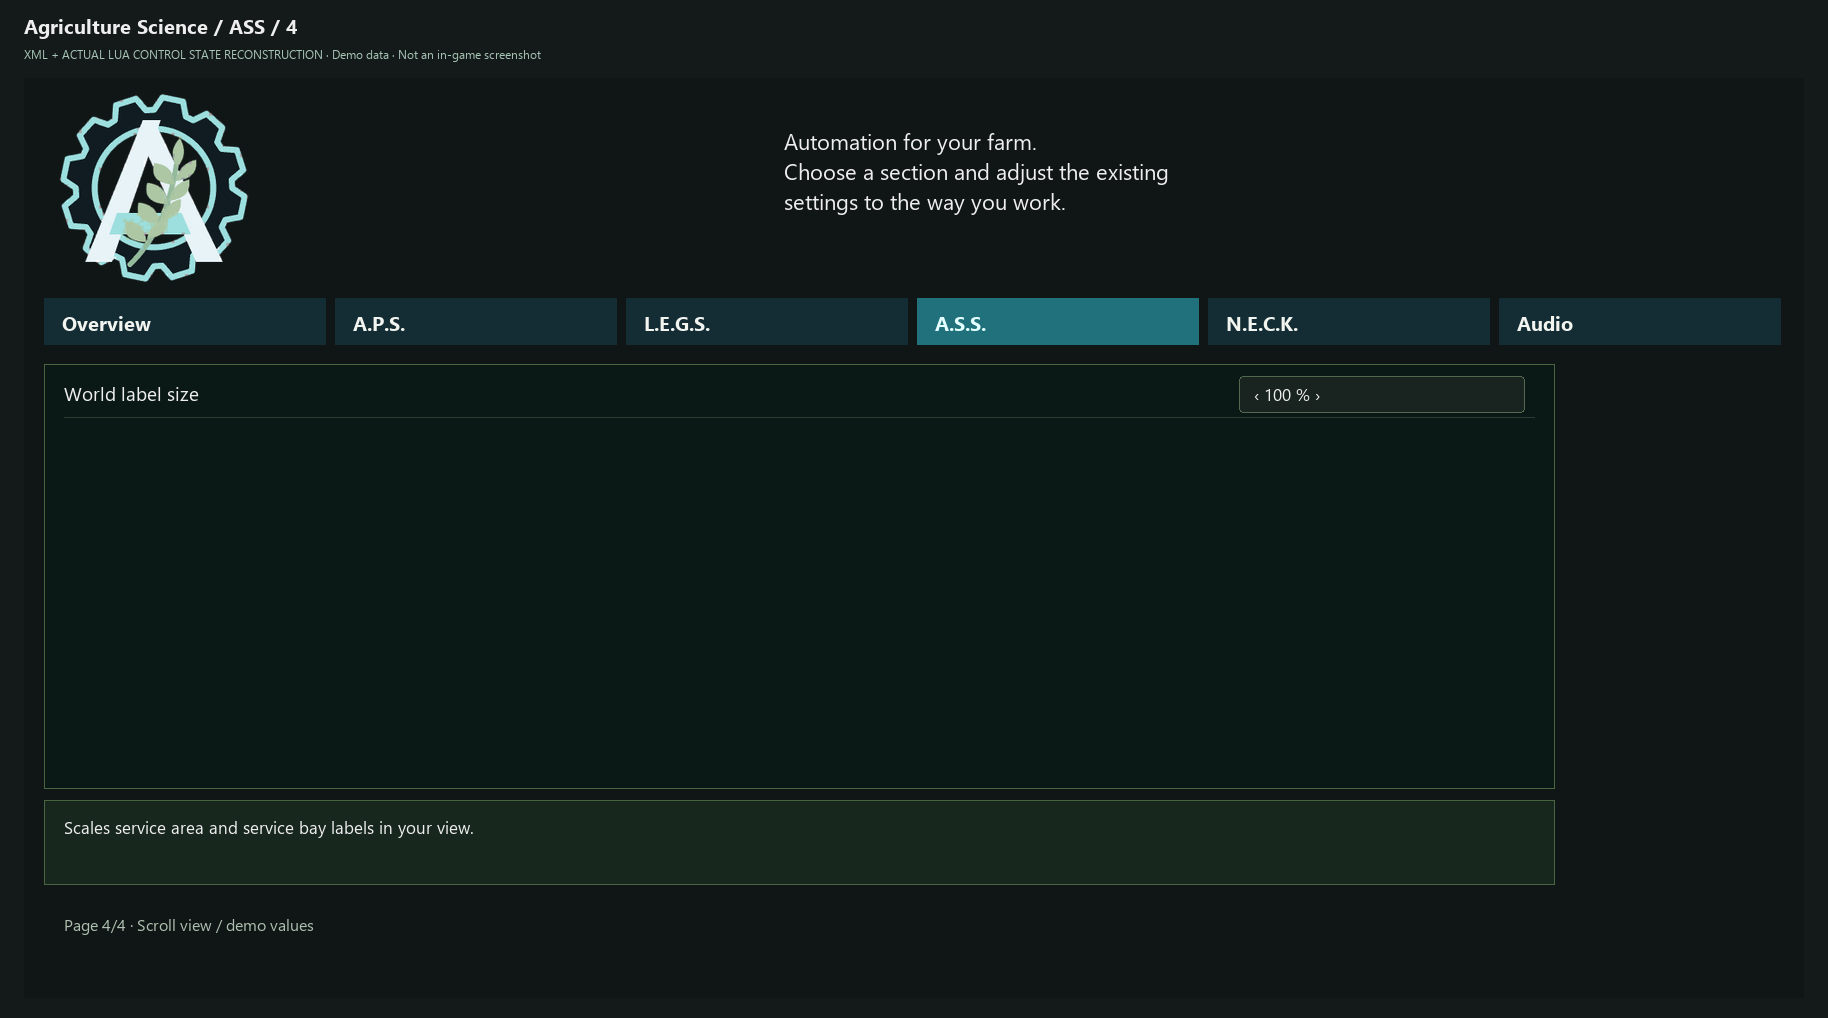 Agriculture Science / ASS / 4
XML + ACTUAL LUA CONTROL STATE RECONSTRUCTION · Demo data · Not an in-game screenshot
Automation for your farm.
Choose a section and adjust the existing
settings to the way you work.
Overview
A.P.S.
L.E.G.S.
A.S.S.
N.E.C.K.
Audio
World label size
‹ 100 % ›
Scales service area and service bay labels in your view.
Page 4/4 · Scroll view / demo values